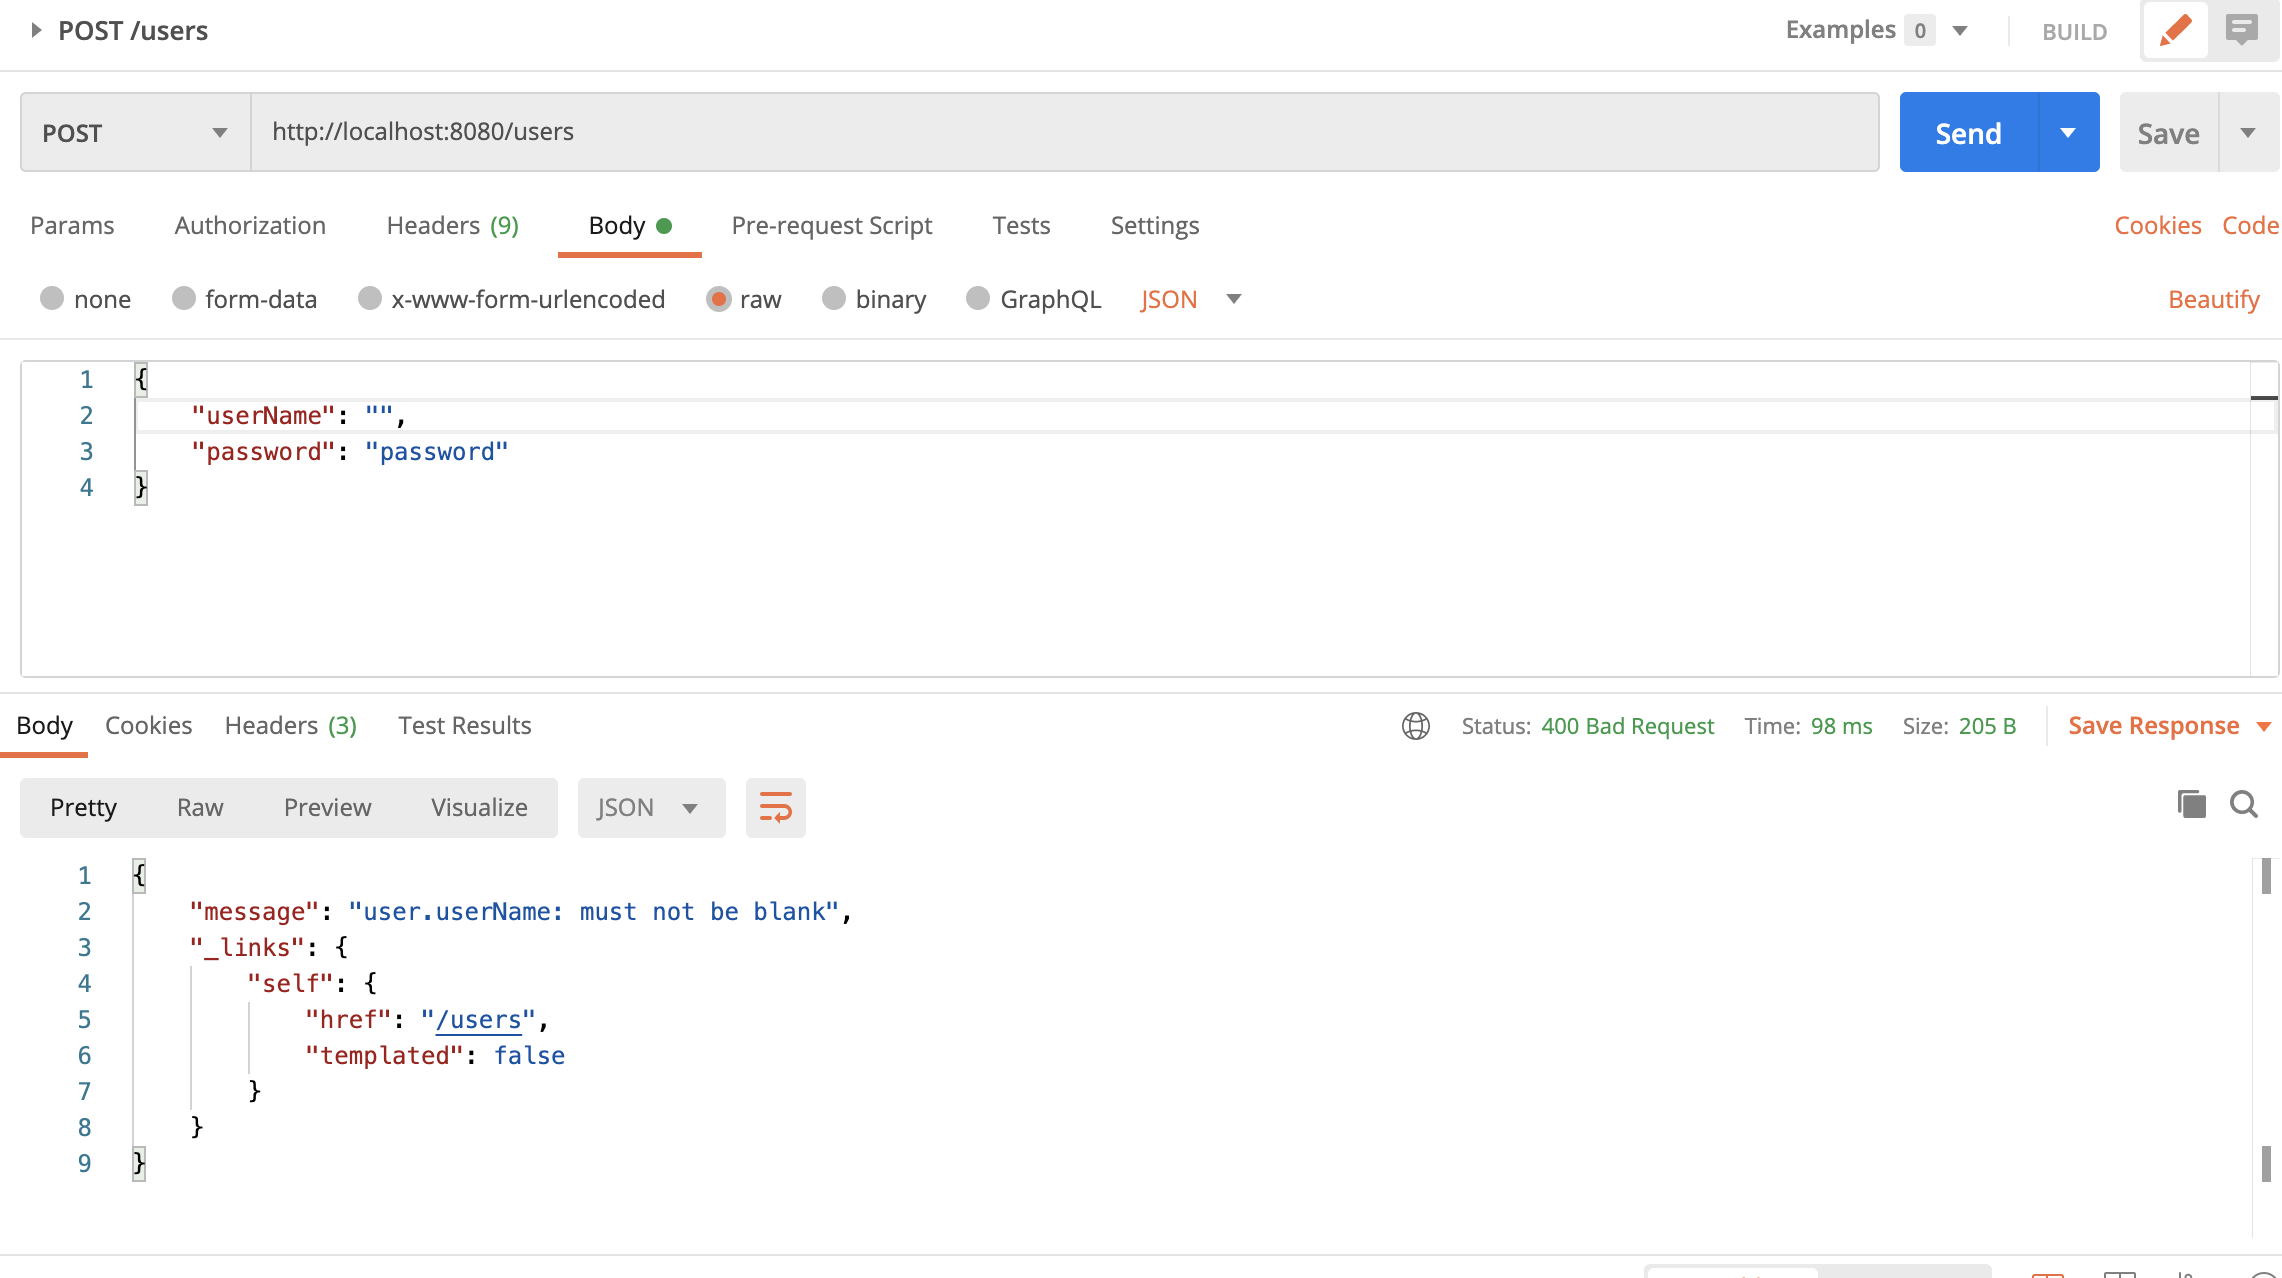 POST /users
Examples 0 BUILD
POST http://localhost:8080/users Send Save
Params Authorization Headers (9) Body Pre-request Script Tests Settings Cookies Code
none form-data x-www-form-urlencoded raw binary GraphQL JSON Beautify
1 {
2 "userName": "",
3 "password": "password"
4 }
Body Cookies Headers (3) Test Results Status: 400 Bad Request Time: 98 ms Size: 205 B Save Response
Pretty Raw Preview Visualize JSON
1 {
2 "message": "user.userName: must not be blank",
3 "_links": {
4 "self": {
5 "href": "/users",
6 "templated": false
7 }
8 }
9 }